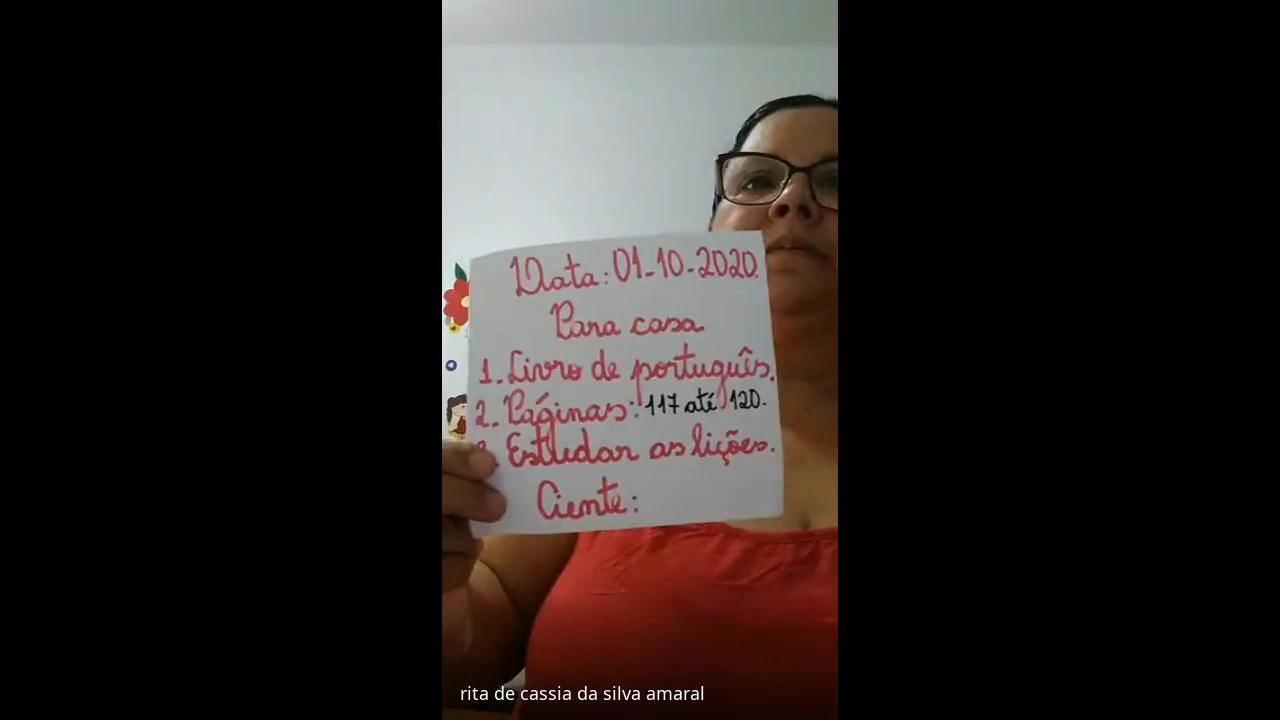 Data: 01-10-2020.
Para casa
1. Livro de português.
2. Páginas: 117 até 120.
Estudar as lições.
Ciente:
rita de cassia da silva amaral